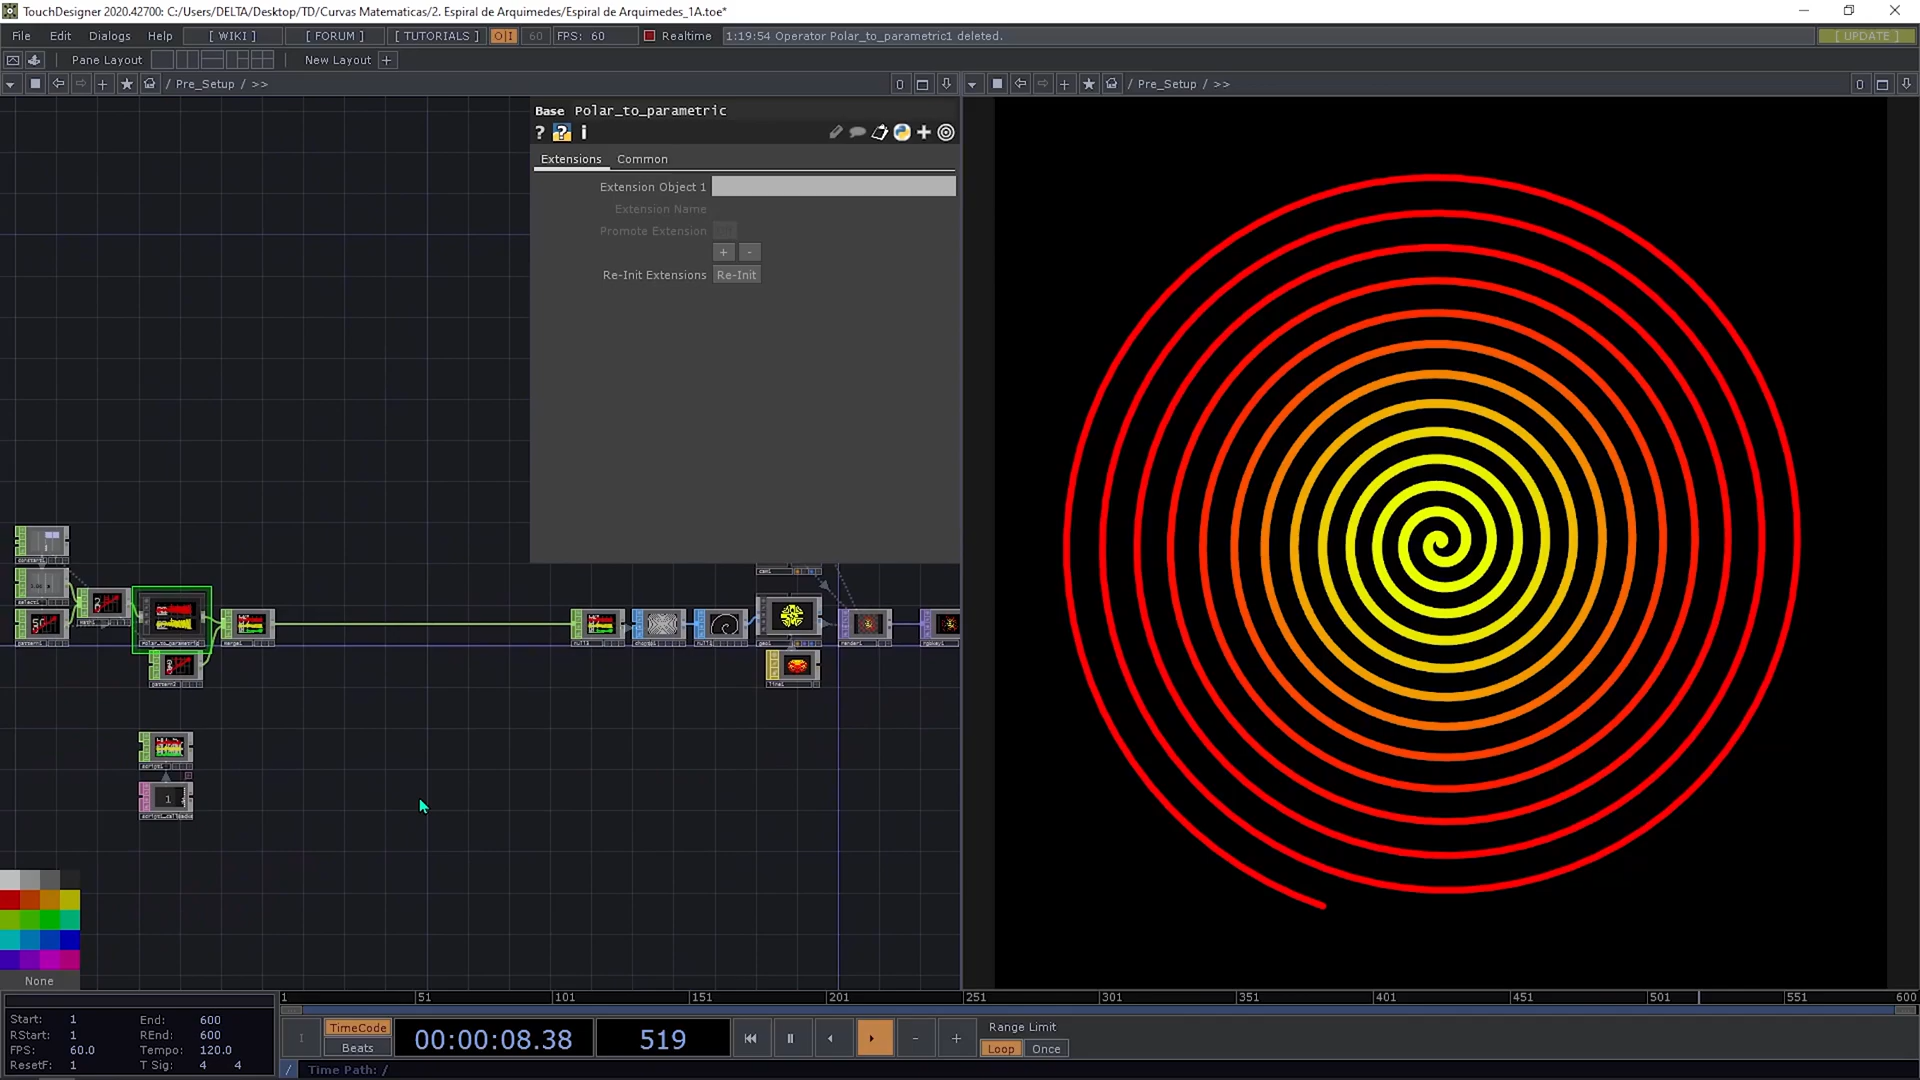 TouchDesigner 2020.42700: C:/Users/DELTA/Desktop/TD/Curvas Matematicas/2. Espiral de Arquimedes/Espiral de Arquimedes_1A.toe*
File Edit Dialogs Help [ WIKI ] [ FORUM ] [ TUTORIALS ] O|I 60 FPS: 60 Realtime 1:19:54 Operator Polar_to_parametric1 deleted. [ UPDATE ]
Pane Layout New Layout +
/ Pre_Setup / >> 0
/ Pre_Setup / >> 0
Base Polar_to_parametric
? ? i
Extensions Common
Extension Object 1
Extension Name
Promote Extension
+ -
Re-Init Extensions Re-Init
None
1 51 101 151 201 251 301 351 401 451 501 551 600
Start: 1 End: 600
RStart: 1 REnd: 600
FPS: 60.0 Tempo: 120.0
ResetF: 1 T Sig: 4 4
TimeCode
Beats
00:00:08.38
519
- +
Range Limit
Loop Once
/ Time Path: /